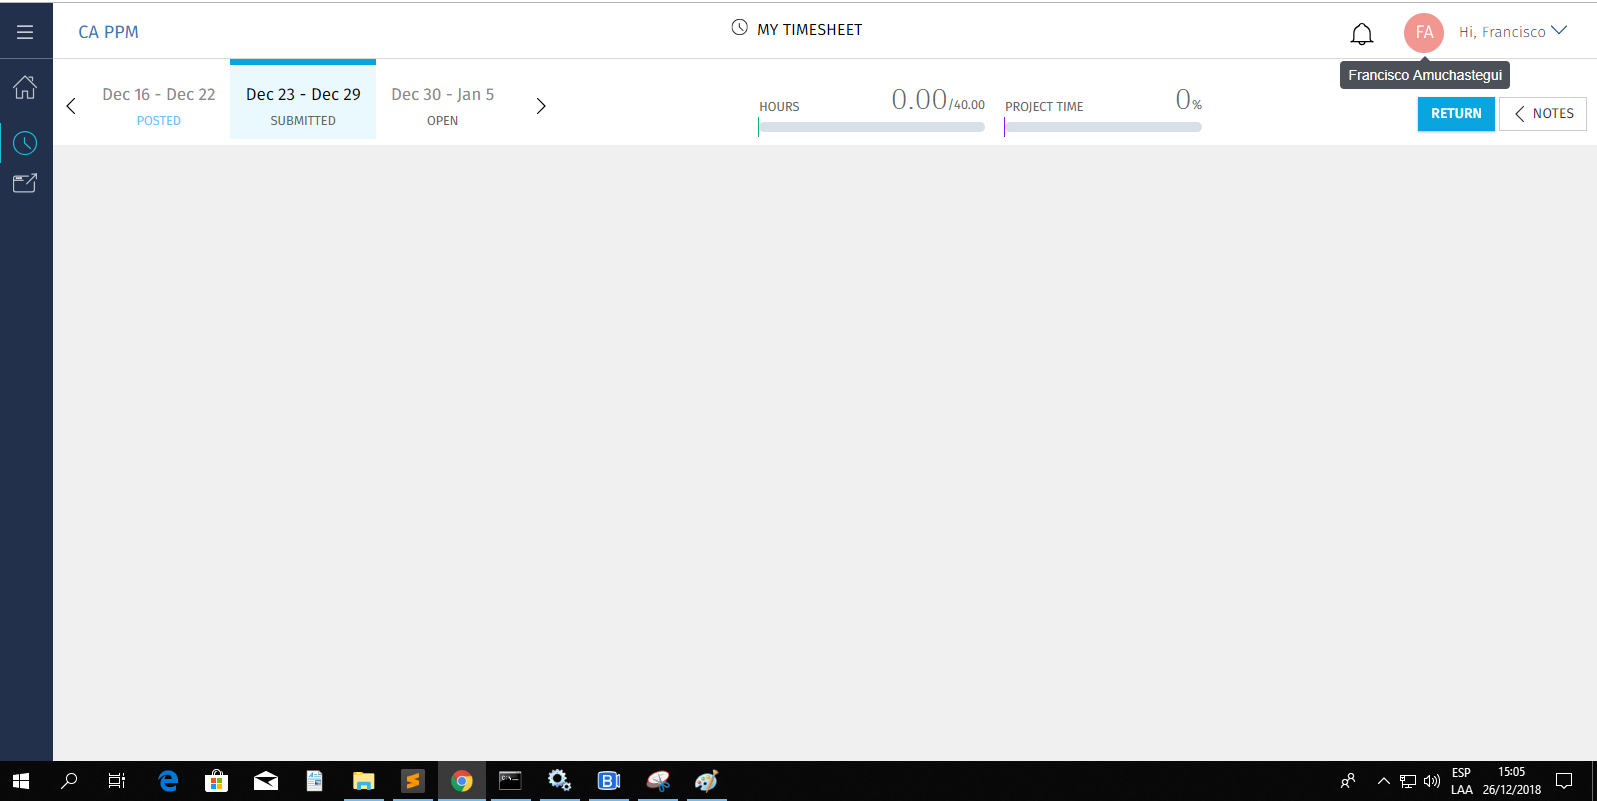 CA PPM
MY TIMESHEET
FA
Hi, Francisco
Francisco Amuchastegui
Dec 16 - Dec 22
POSTED
Dec 23 - Dec 29
SUBMITTED
Dec 30 - Jan 5
OPEN
HOURS
0.00/40.00
PROJECT TIME
0%
RETURN
NOTES
ESP
LAA
15:05
26/12/2018